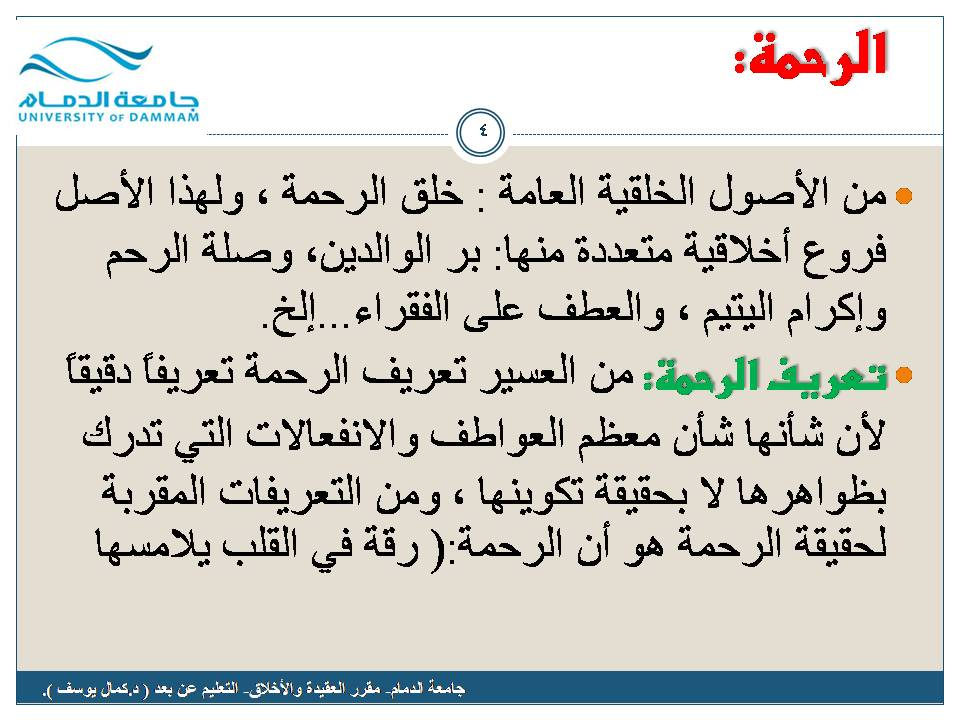 الرحمة:
جامعة الدمام
UNIVERSITY OF DAMMAM
٤
من الأصول الخلقية العامة : خلق الرحمة ، ولهذا الأصل
فروع أخلاقية متعددة منها: بر الوالدين، وصلة الرحم
وإكرام اليتيم ، والعطف على الفقراء...إلخ.
تعريف الرحمة: من العسير تعريف الرحمة تعريفاً دقيقاً
لأن شأنها شأن معظم العواطف والانفعالات التي تدرك
بظواهرها لا بحقيقة تكوينها ، ومن التعريفات المقربة
لحقيقة الرحمة هو أن الرحمة:( رقة في القلب يلامسها
جامعة الدمام- مقرر العقيدة والأخلاق- التعليم عن بعد ( د.كمال يوسف ).